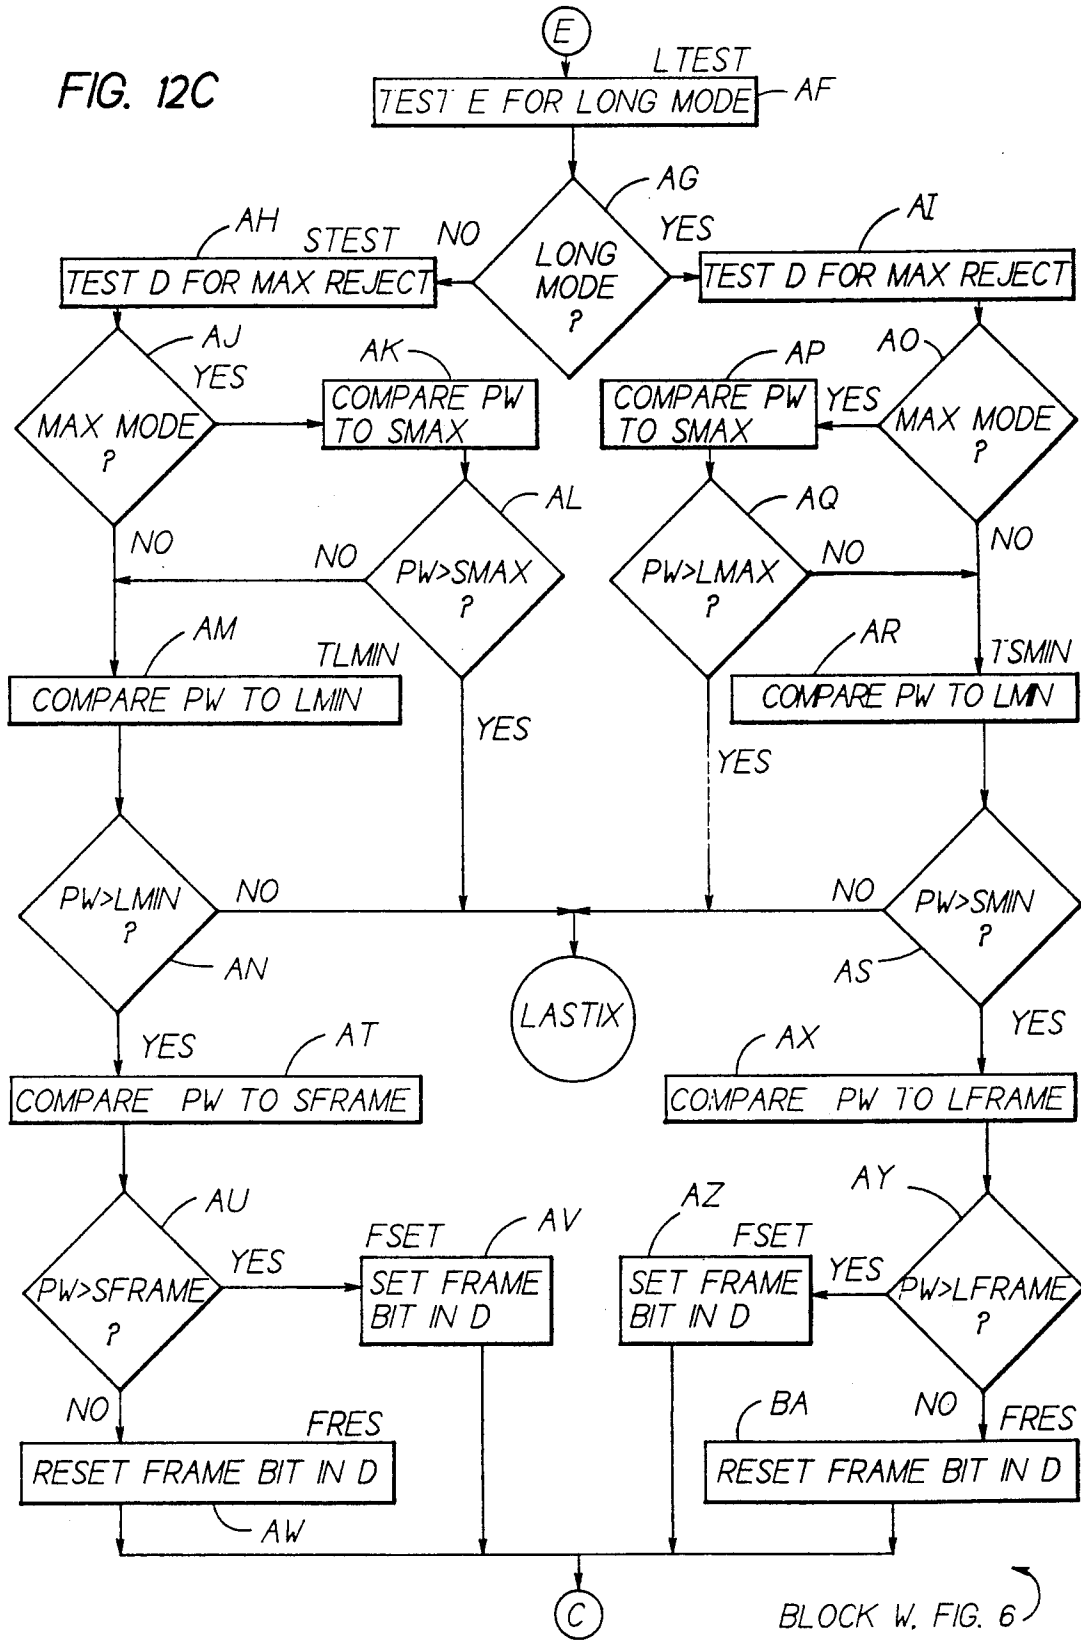 E
FIG. 12C
LTEST
TEST E FOR LONG MODE
AF
AG
NO
YES
LONG
MODE
?
AH
STEST
TEST D FOR MAX REJECT
AI
TEST D FOR MAX REJECT
AJ
YES
MAX MODE
?
NO
AK
COMPARE PW
TO SMAX
AP
COMPARE PW
TO SMAX
AO
YES
MAX MODE
?
NO
AL
NO
PW>SMAX
?
YES
AQ
PW>LMAX
?
NO
YES
AM
TLMIN
COMPARE PW TO LMIN
AR
TSMIN
COMPARE PW TO LMN
PW>LMIN
?
NO
AN
YES
NO
PW>SMIN
?
AS
YES
LASTIX
AT
COMPARE PW TO SFRAME
AX
COMPARE PW TO LFRAME
AU
PW>SFRAME
?
YES
NO
FSET
AV
SET FRAME
BIT IN D
AZ
FSET
SET FRAME
BIT IN D
AY
YES
PW>LFRAME
?
NO
FRES
RESET FRAME BIT IN D
AW
BA
FRES
RESET FRAME BIT IN D
C
BLOCK W, FIG. 6